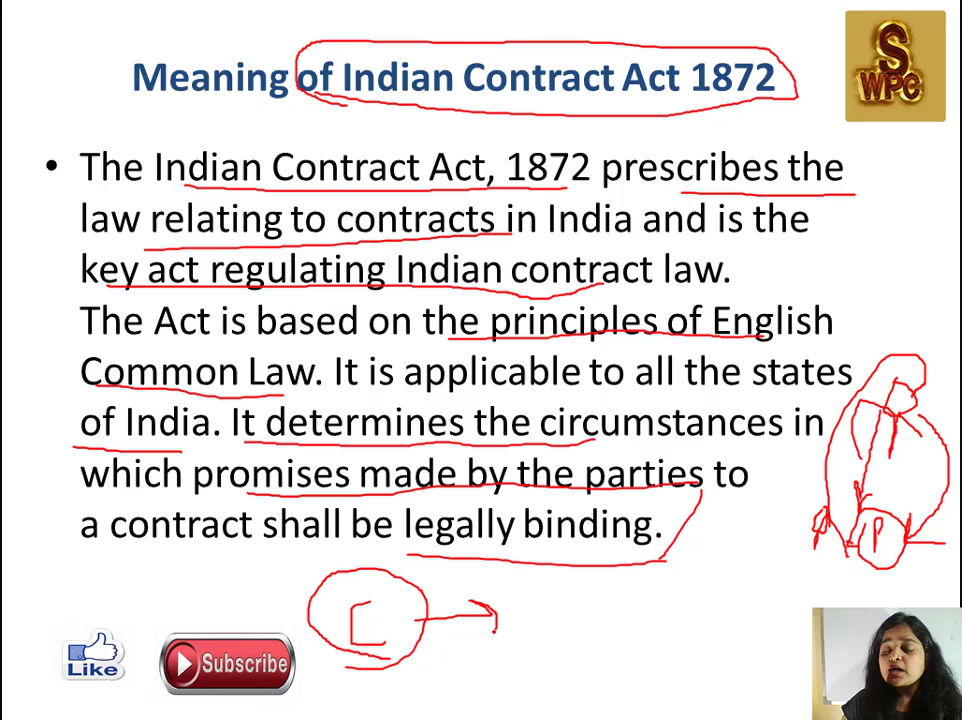 Meaning of Indian Contract Act 1872
S
WPC
• The Indian Contract Act, 1872 prescribes the
law relating to contracts in India and is the
key act regulating Indian contract law.
The Act is based on the principles of English
Common Law. It is applicable to all the states
of India. It determines the circumstances in
which promises made by the parties to
a contract shall be legally binding.
P
C
Like
Subscribe